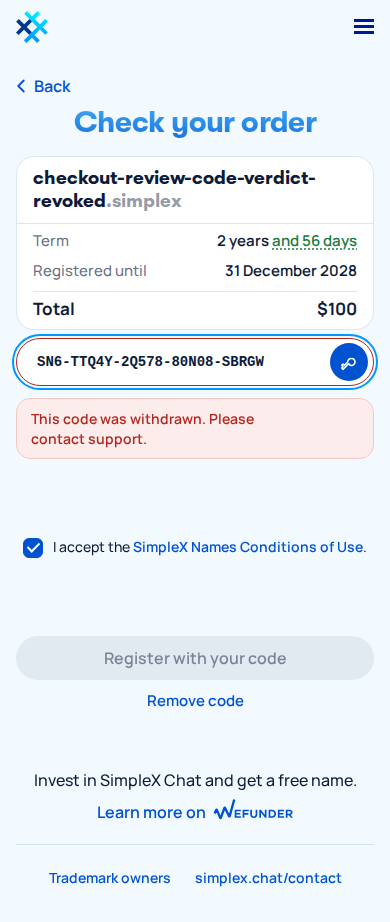 Back
Check your order
checkout-review-code-verdict-
revoked.simplex
Term 2 years and 56 days
Registered until 31 December 2028
Total $100
SN6-TTQ4Y-2Q578-80N08-SBRGW
This code was withdrawn. Please
contact support.
I accept the SimpleX Names Conditions of Use.
Register with your code
Remove code
Invest in SimpleX Chat and get a free name.
Learn more on WEFUNDER
Trademark owners simplex.chat/contact